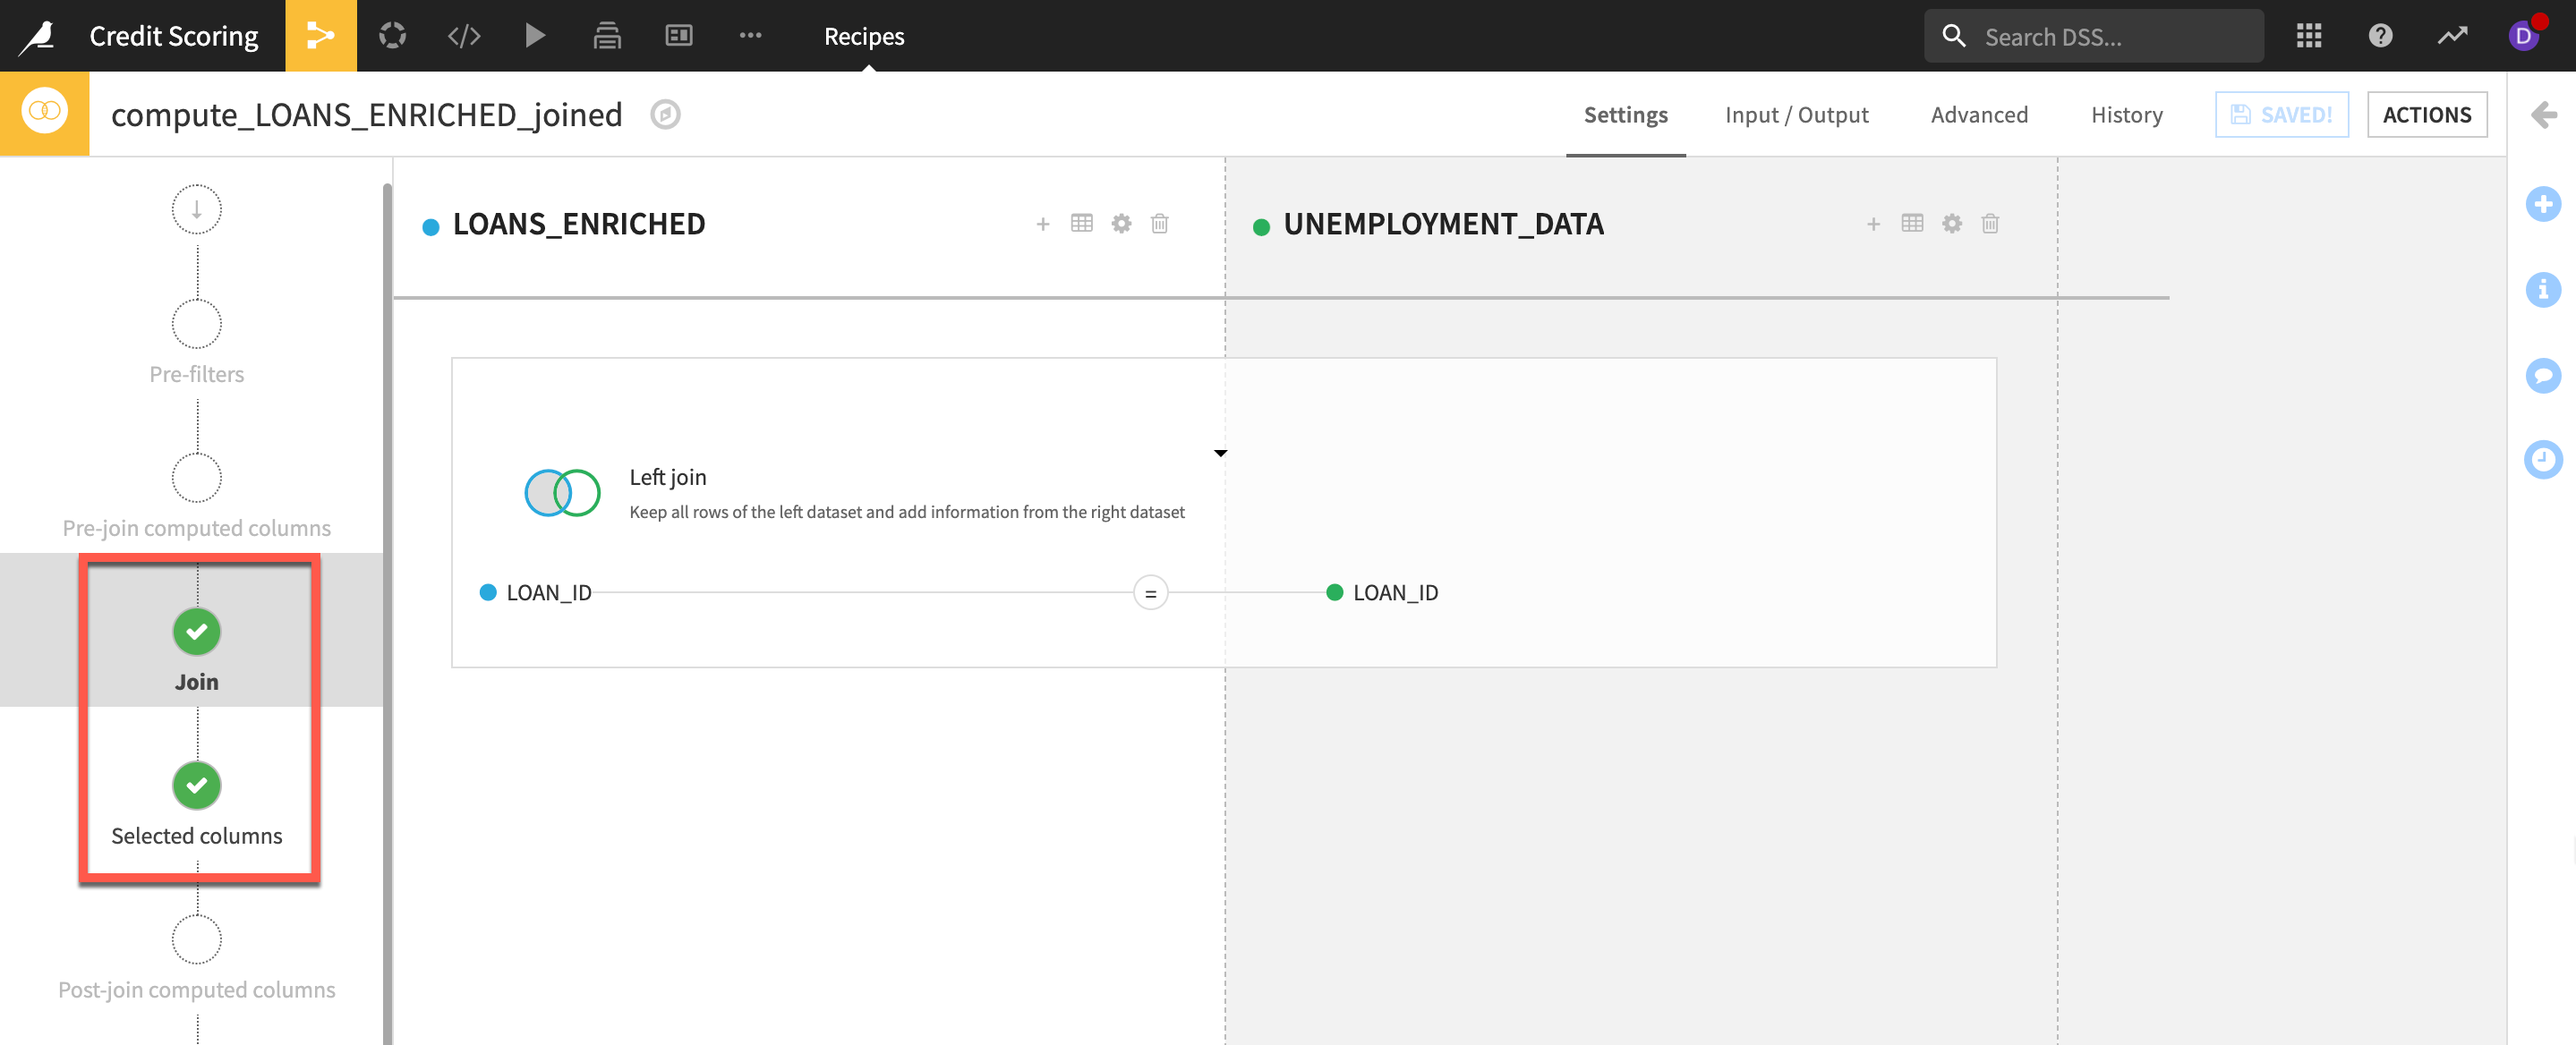 Credit Scoring
Recipes
Search DSS...
D
compute_LOANS_ENRICHED_joined
Settings
Input / Output
Advanced
History
SAVED!
ACTIONS
Pre-filters
Pre-join computed columns
Join
Selected columns
Post-join computed columns
LOANS_ENRICHED
UNEMPLOYMENT_DATA
Left join
Keep all rows of the left dataset and add information from the right dataset
LOAN_ID
=
LOAN_ID